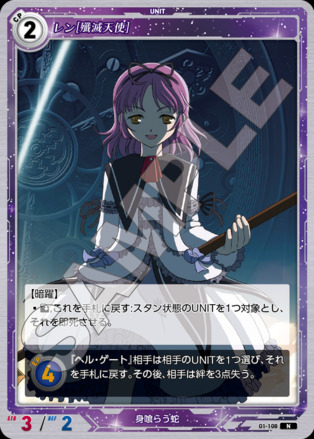 UNIT
CP
2
レン[殲滅天使]
SAMPLE
【暗躍】
これを手札に戻す:スタン状態のUNITを1つ対象とし、
それを即死させる。
4
『ヘル・ゲート』相手は相手のUNITを1つ選び、そ
れを手札に戻す。その後、相手は絆を3点失う。
3 / 2
身喰らう蛇
01-108 N